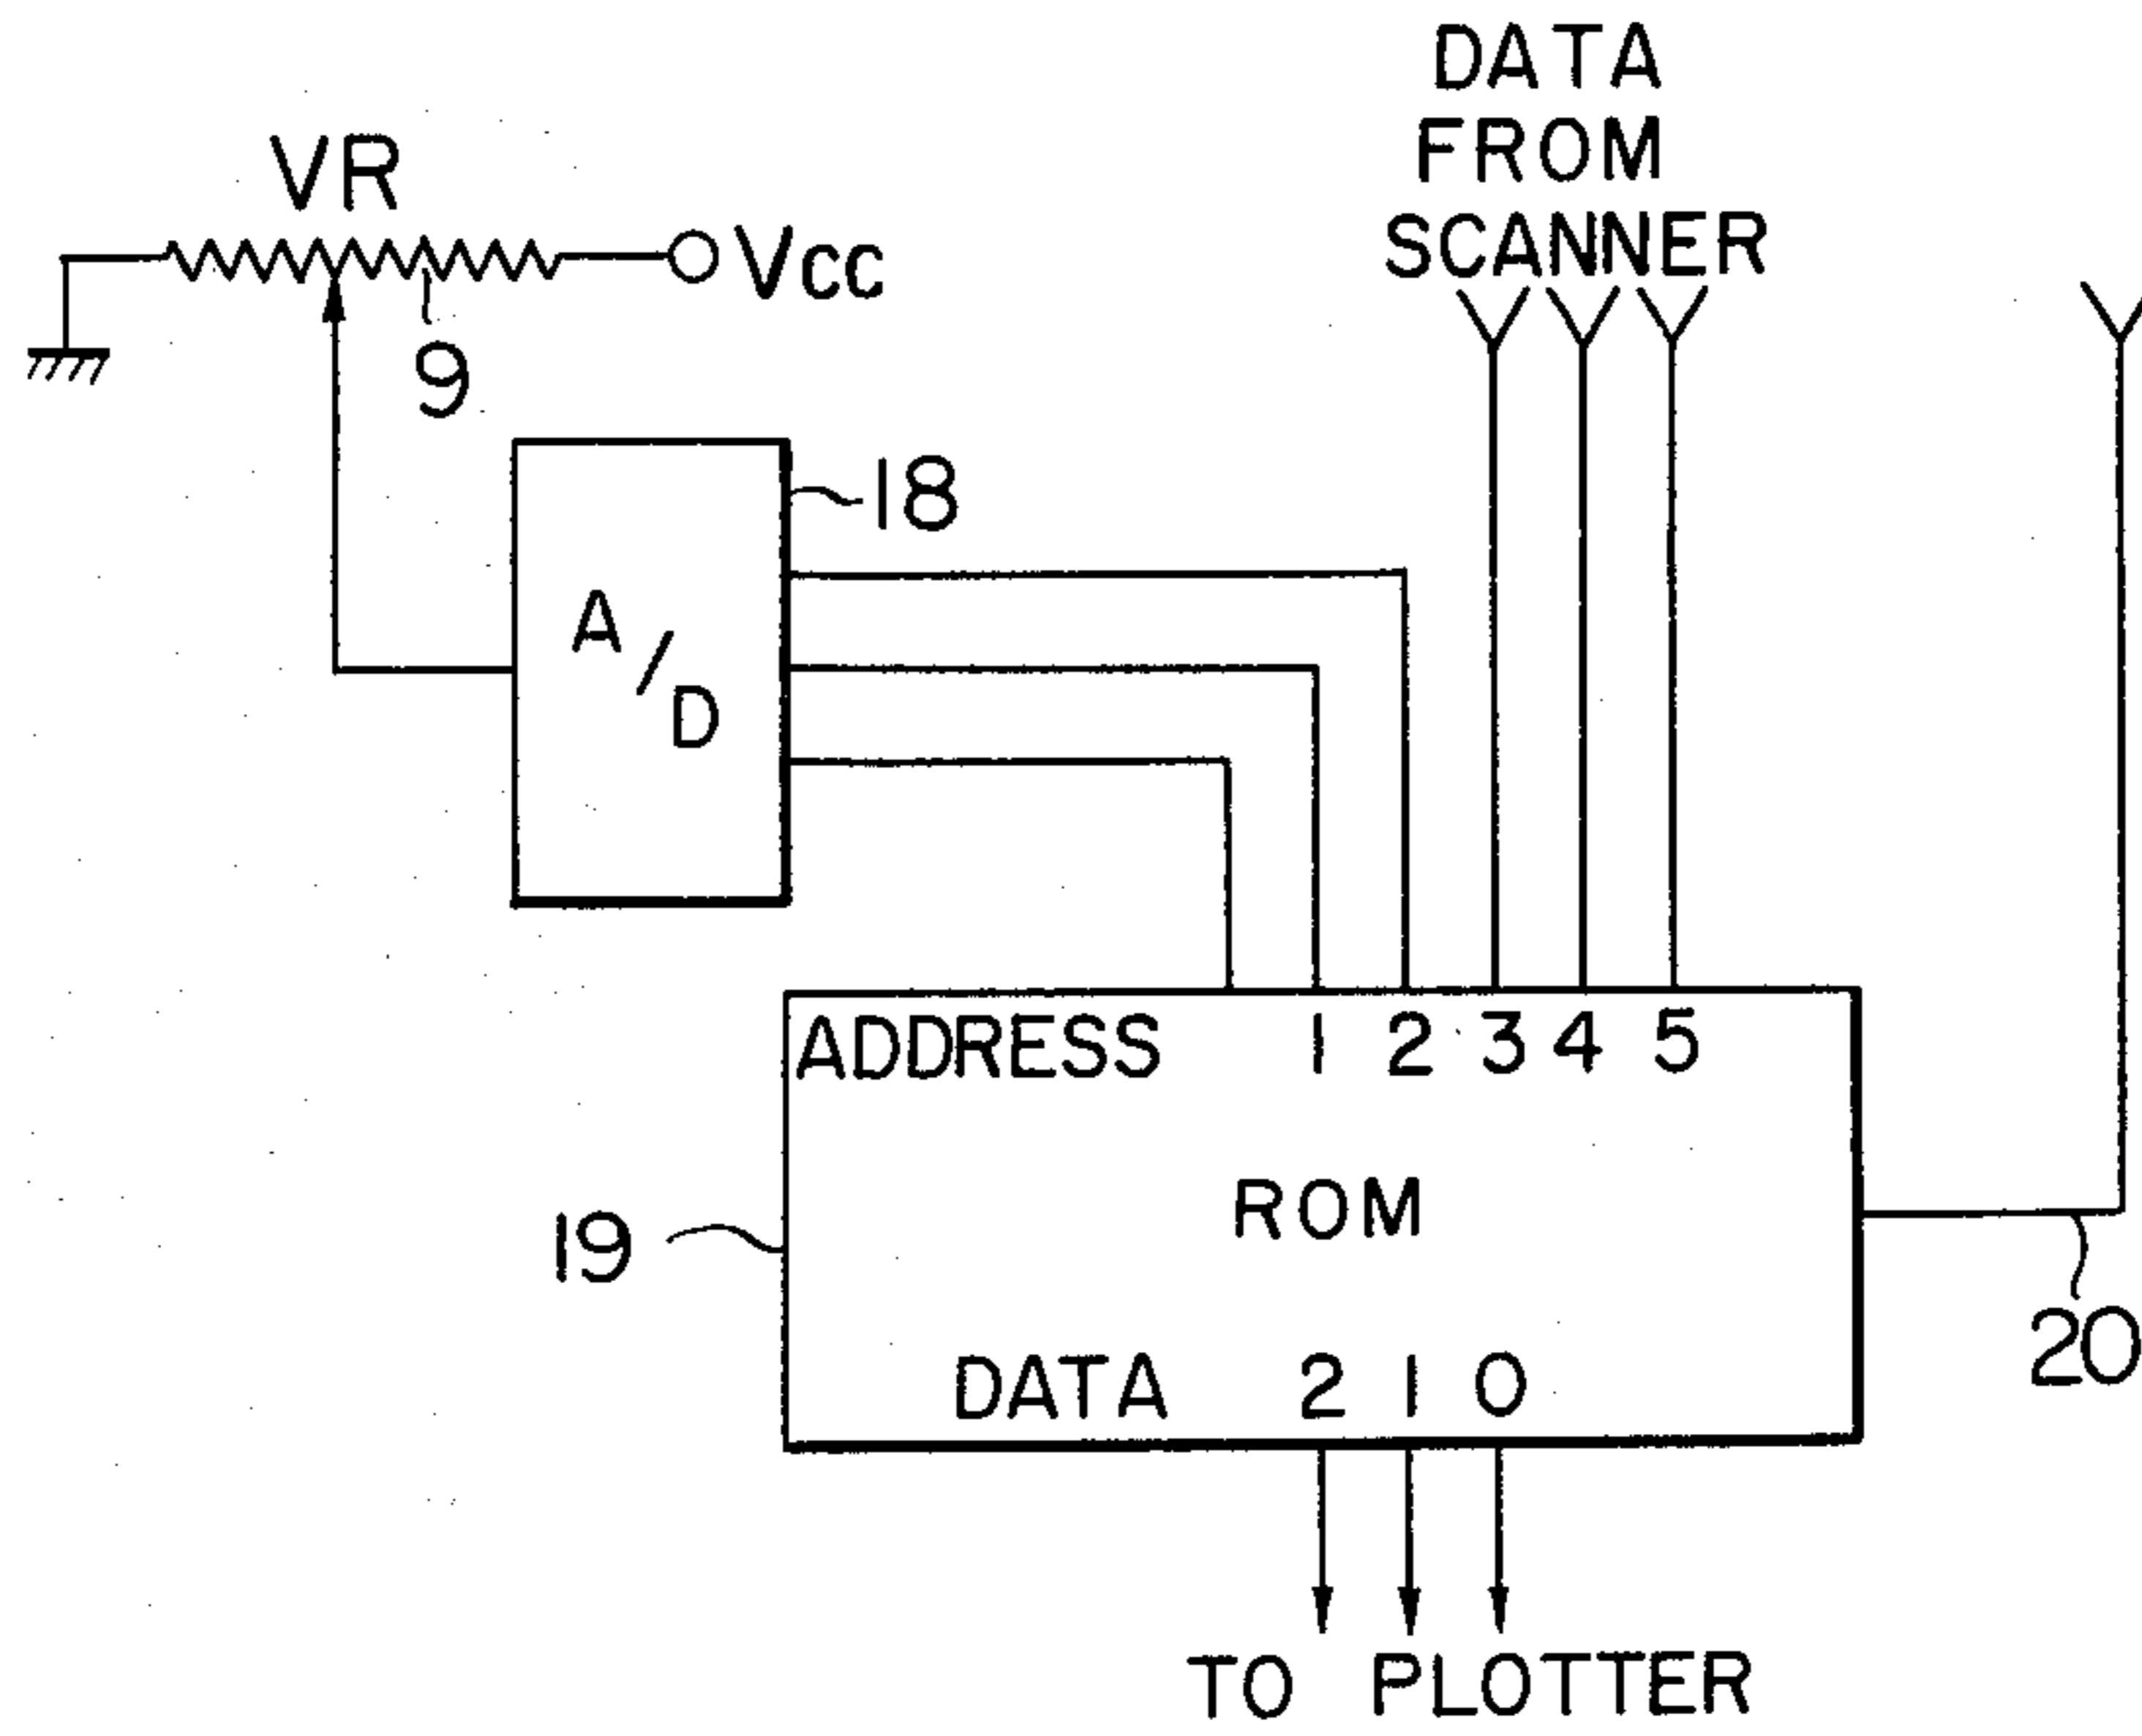 DATA
FROM
SCANNER
VR
Vcc
9
18
A/D
ADDRESS 1 2 3 4 5
ROM
19
20
DATA 2 1 0
TO PLOTTER